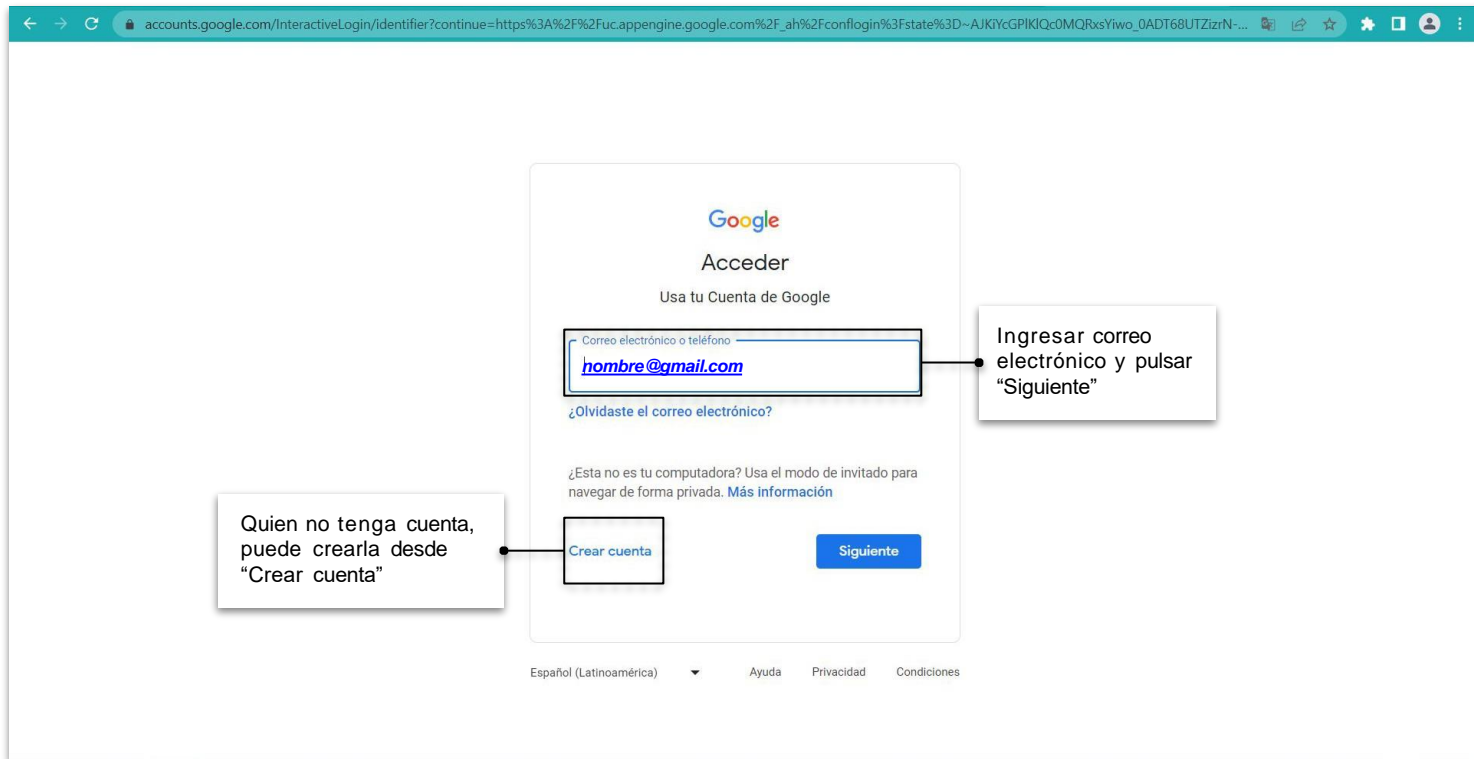 accounts.google.com/InteractiveLogin/identifier?continue=https%3A%2F%2Fuc.appengine.google.com%2F_ah%2Fconflogin%3Fstate%3D~AJKiYcGPlKlQc0MQRxsYiwo_0ADT68UTZizrN-...
Google
Acceder
Usa tu Cuenta de Google
Correo electrónico o teléfono
nombre@gmail.com
¿Olvidaste el correo electrónico?
Ingresar correo
electrónico y pulsar
“Siguiente”
¿Esta no es tu computadora? Usa el modo de invitado para
navegar de forma privada. Más información
Quien no tenga cuenta,
puede crearla desde
“Crear cuenta”
Crear cuenta
Siguiente
Español (Latinoamérica) Ayuda Privacidad Condiciones